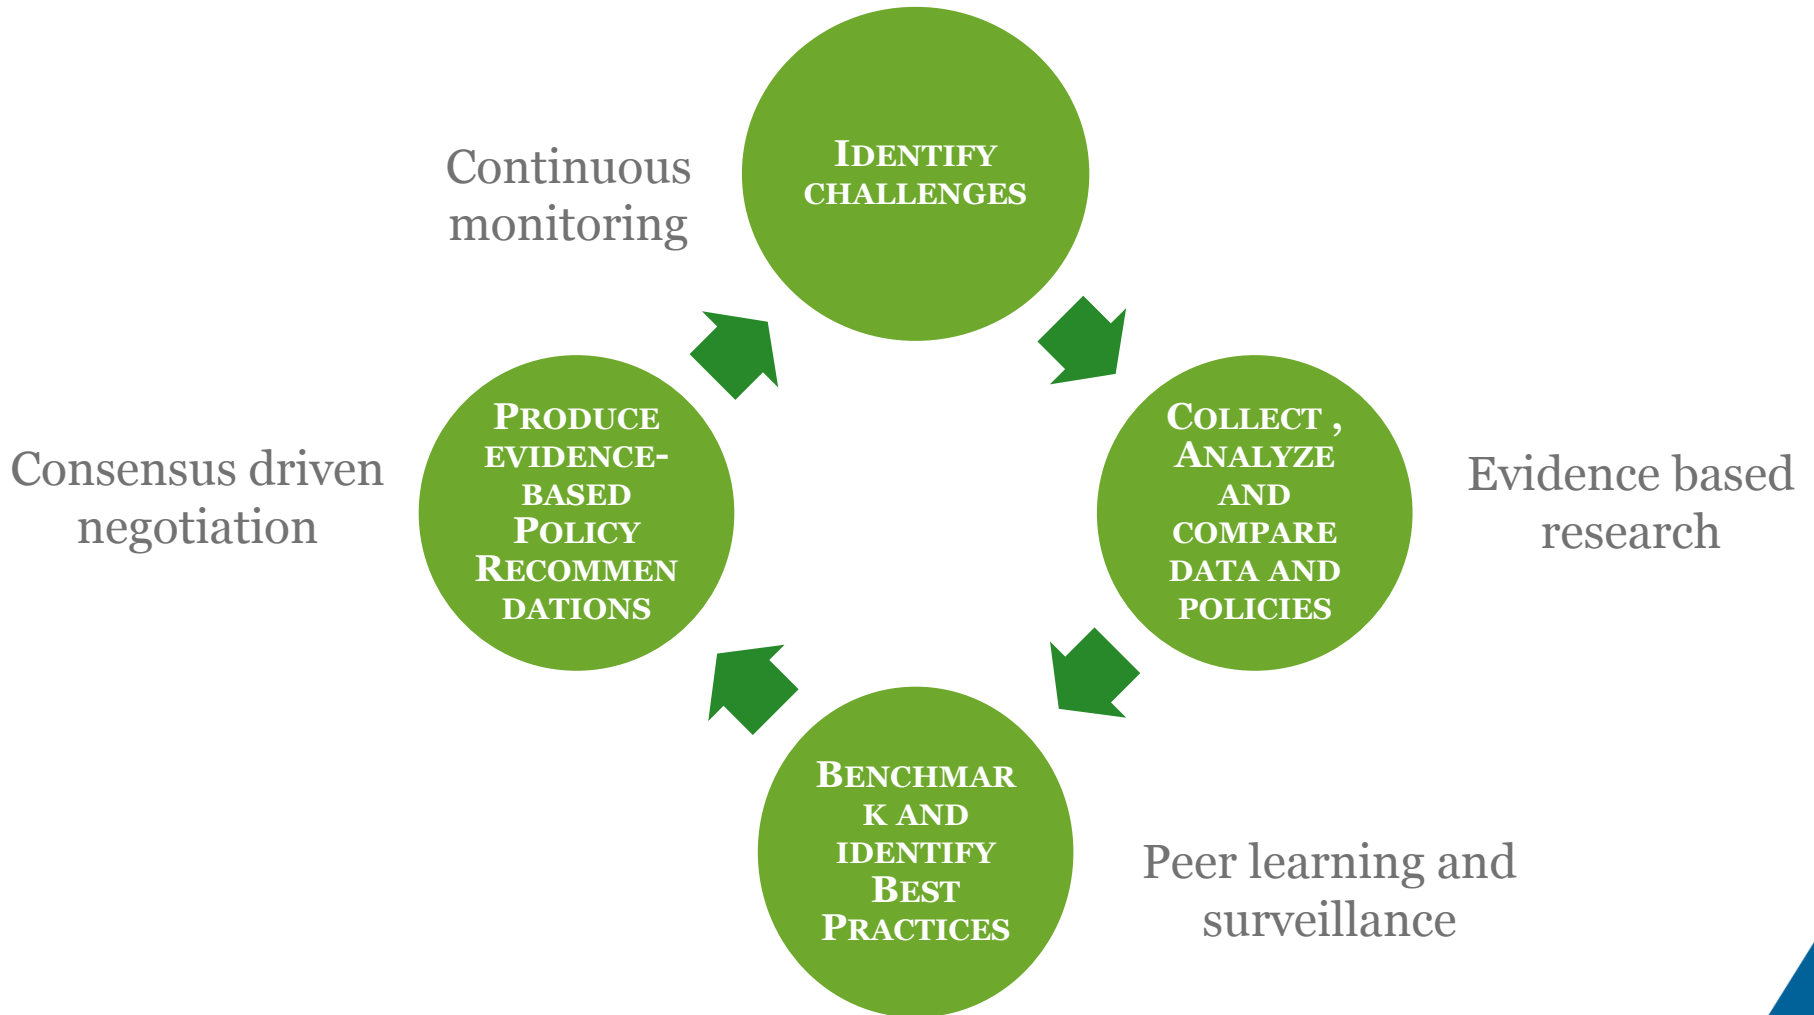 Continuous
monitoring
IDENTIFY
CHALLENGES
PRODUCE
EVIDENCE-
BASED
POLICY
RECOMMEN
DATIONS
Consensus driven
negotiation
COLLECT ,
ANALYZE
AND
COMPARE
DATA AND
POLICIES
Evidence based
research
BENCHMAR
K AND
IDENTIFY
BEST
PRACTICES
Peer learning and
surveillance